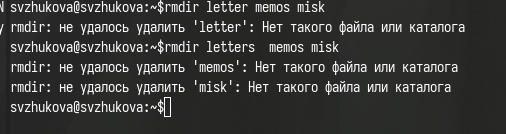 svzhukova@svzhukova:~$rmdir letter memos misk
rmdir: не удалось удалить 'letter': Нет такого файла или каталога
svzhukova@svzhukova:~$rmdir letters  memos misk
rmdir: не удалось удалить 'memos': Нет такого файла или каталога
rmdir: не удалось удалить 'misk': Нет такого файла или каталога
svzhukova@svzhukova:~$